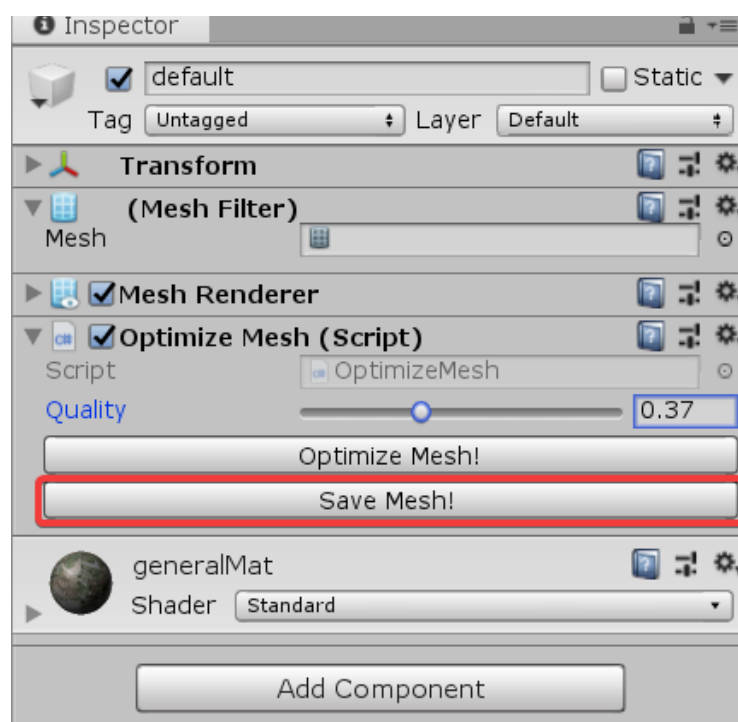 Inspector
default
Static
Tag Untagged Layer Default
Transform
(Mesh Filter)
Mesh
Mesh Renderer
Optimize Mesh (Script)
Script OptimizeMesh
Quality 0.37
Optimize Mesh!
Save Mesh!
generalMat
Shader Standard
Add Component